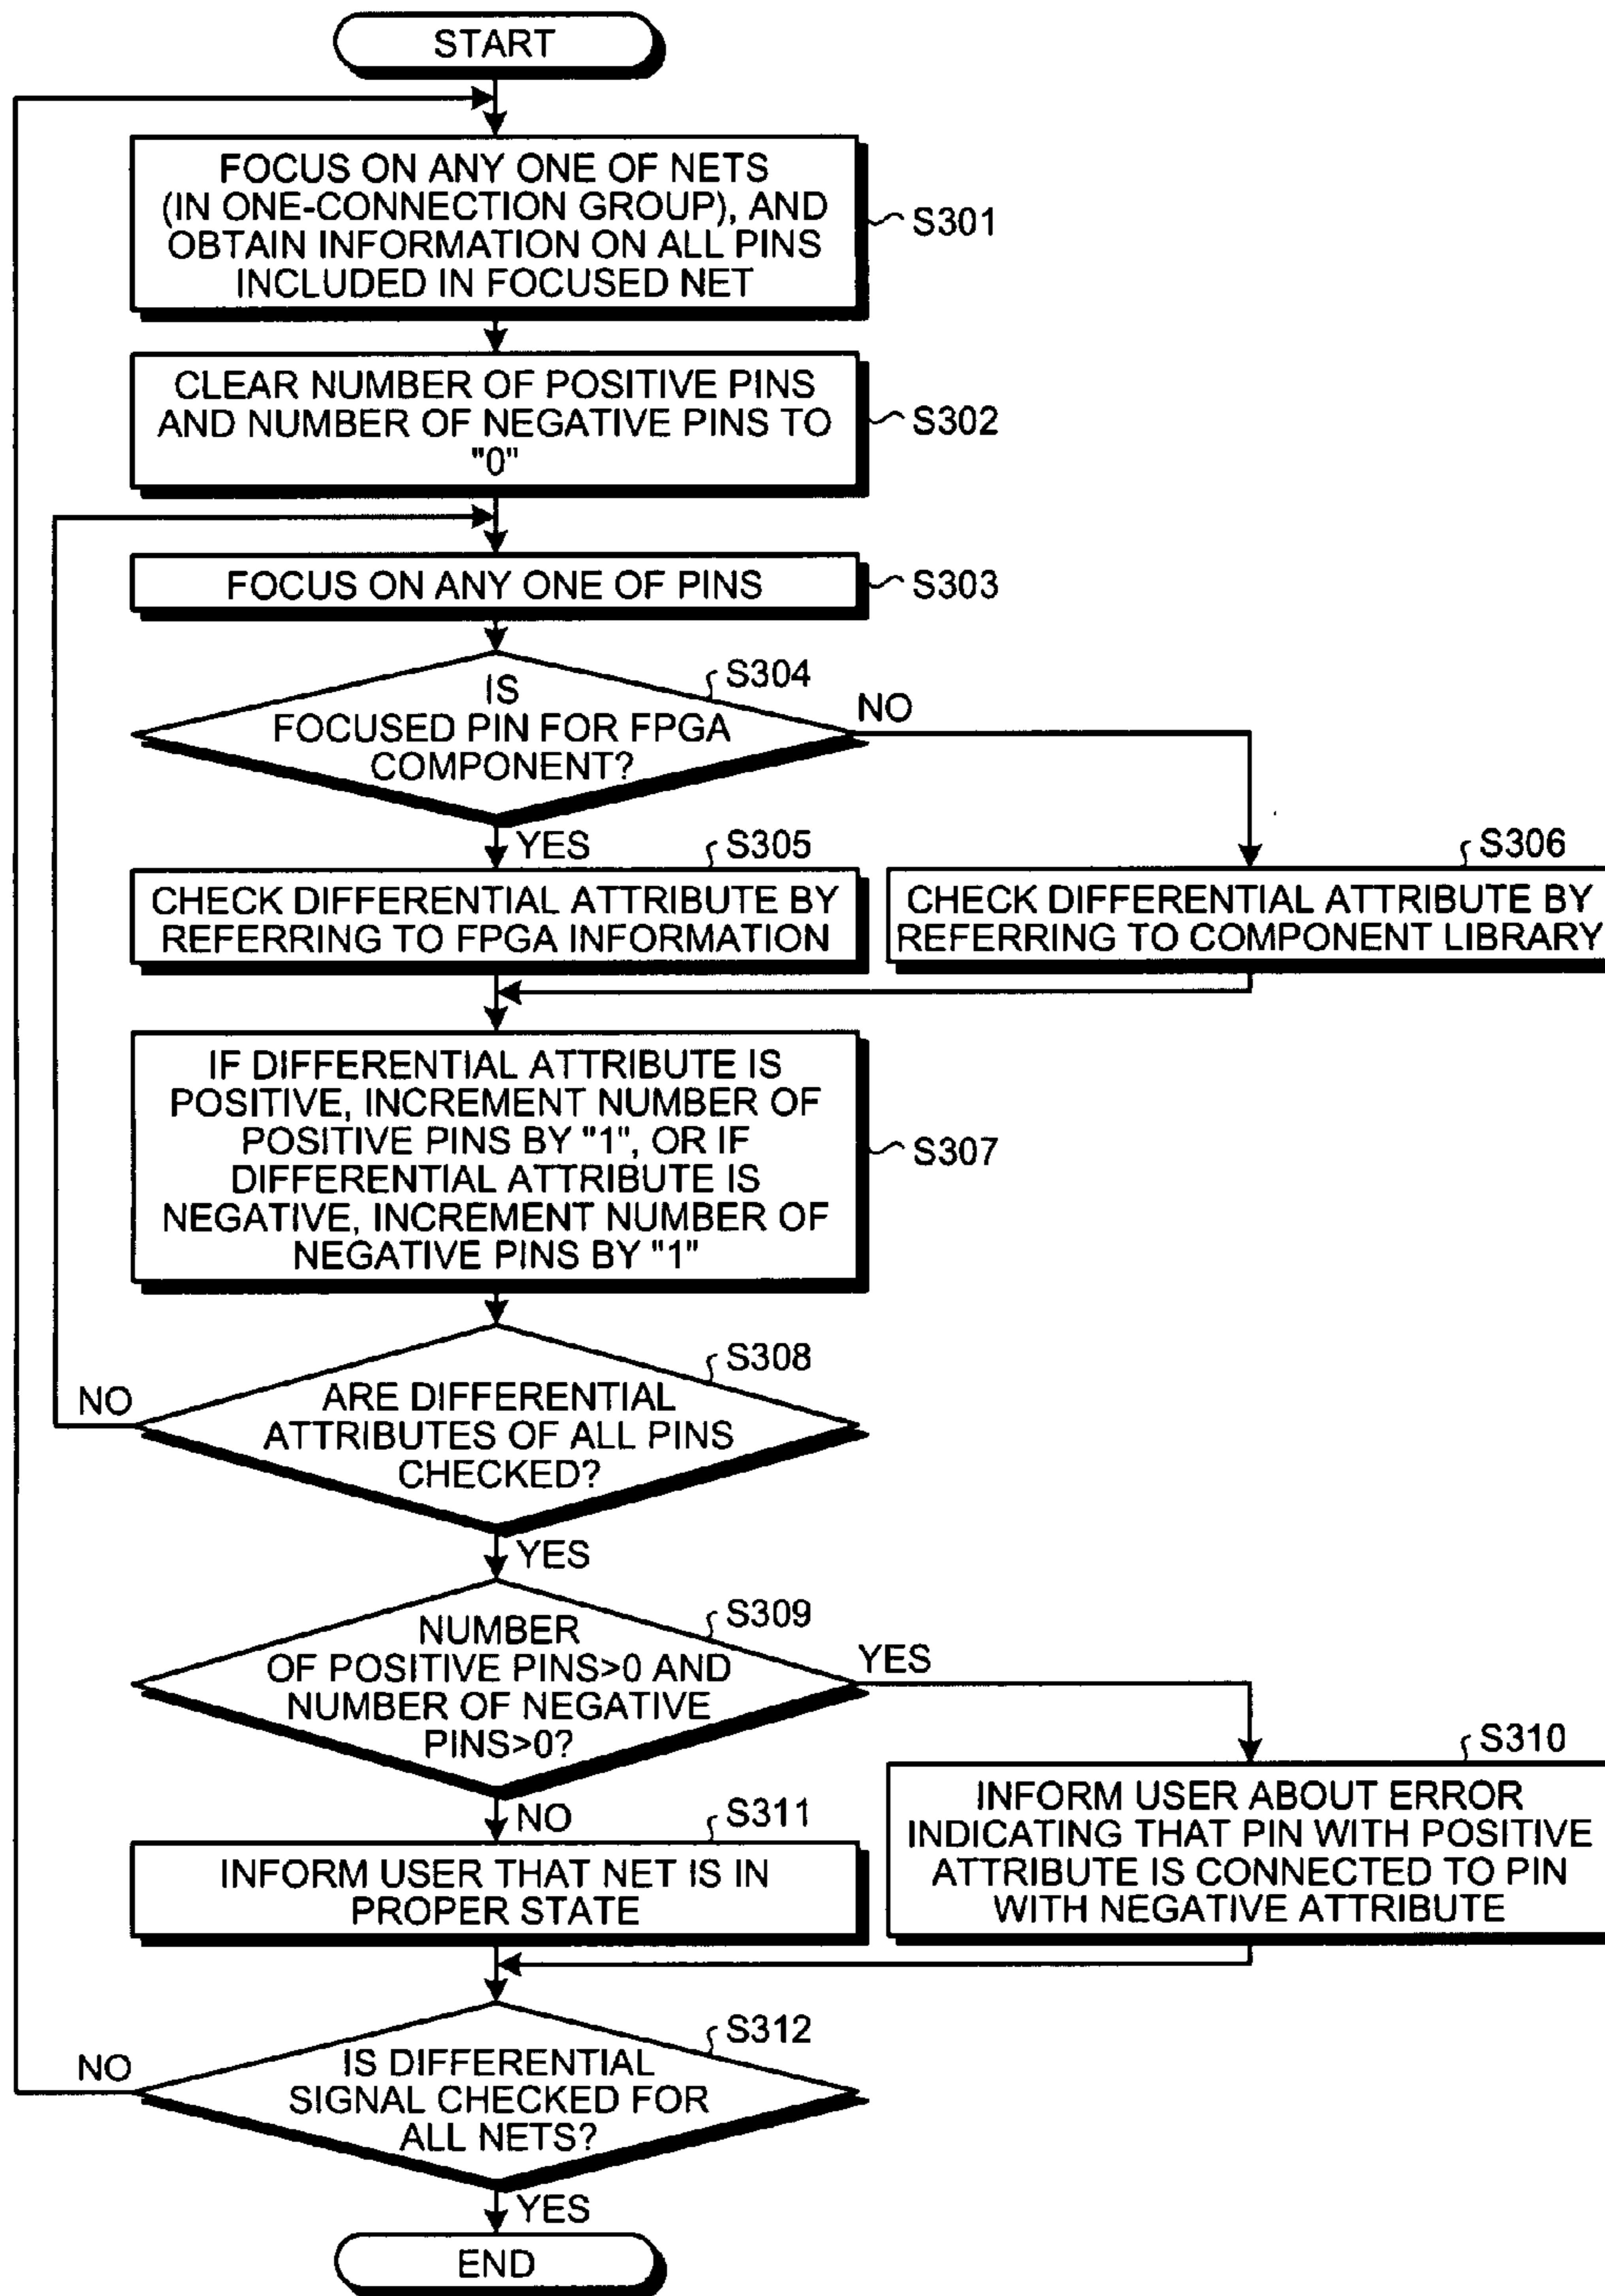 START
FOCUS ON ANY ONE OF NETS
(IN ONE-CONNECTION GROUP), AND
OBTAIN INFORMATION ON ALL PINS
INCLUDED IN FOCUSED NET
S301
CLEAR NUMBER OF POSITIVE PINS
AND NUMBER OF NEGATIVE PINS TO
"0"
S302
FOCUS ON ANY ONE OF PINS
S303
S304
IS
FOCUSED PIN FOR FPGA
COMPONENT?
NO
YES
S305
CHECK DIFFERENTIAL ATTRIBUTE BY
REFERRING TO FPGA INFORMATION
S306
CHECK DIFFERENTIAL ATTRIBUTE BY
REFERRING TO COMPONENT LIBRARY
IF DIFFERENTIAL ATTRIBUTE IS
POSITIVE, INCREMENT NUMBER OF
POSITIVE PINS BY "1", OR IF
DIFFERENTIAL ATTRIBUTE IS
NEGATIVE, INCREMENT NUMBER OF
NEGATIVE PINS BY "1"
S307
S308
NO
ARE DIFFERENTIAL
ATTRIBUTES OF ALL PINS
CHECKED?
YES
S309
NUMBER
OF POSITIVE PINS>0 AND
NUMBER OF NEGATIVE
PINS>0?
YES
S310
INFORM USER ABOUT ERROR
INDICATING THAT PIN WITH POSITIVE
ATTRIBUTE IS CONNECTED TO PIN
WITH NEGATIVE ATTRIBUTE
NO
S311
INFORM USER THAT NET IS IN
PROPER STATE
S312
NO
IS DIFFERENTIAL
SIGNAL CHECKED FOR
ALL NETS?
YES
END